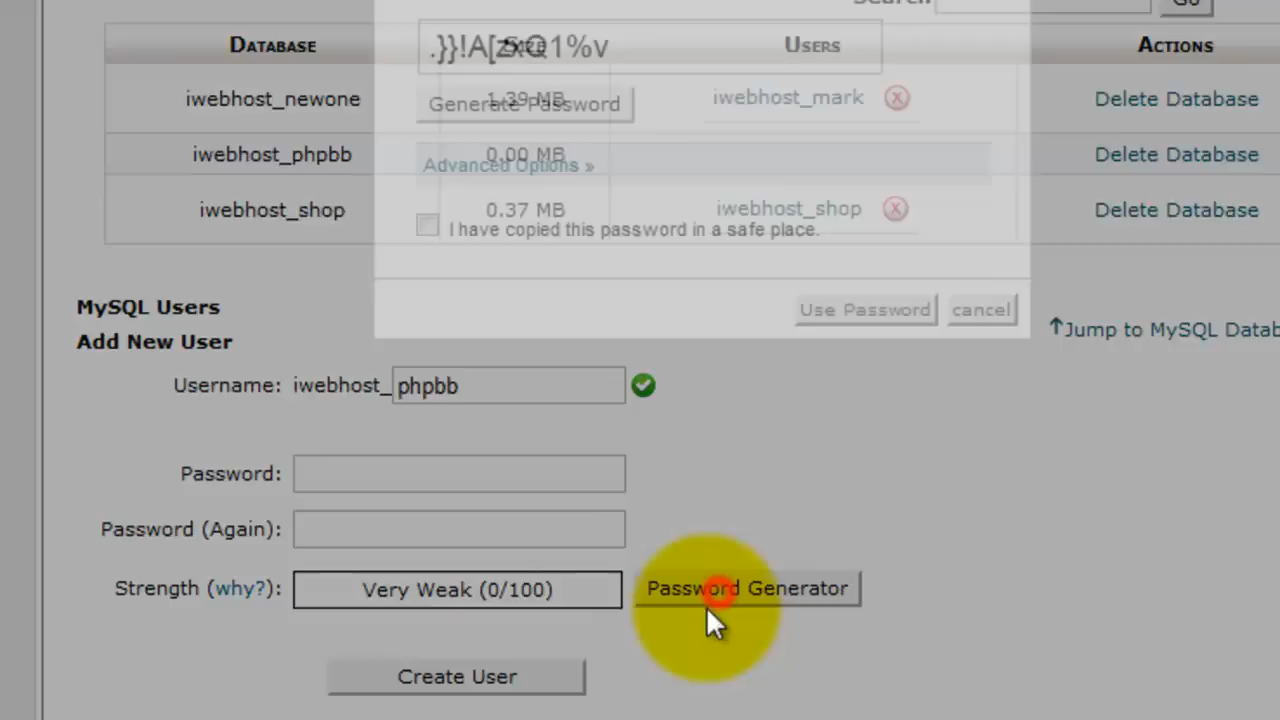 Search
Go
DATABASE SIZE USERS ACTIONS
.}}!A[zxQ1%v
iwebhost_newone 1.39 MB iwebhost_mark Delete Database
Generate Password
iwebhost_phpbb 0.00 MB Delete Database
Advanced Options »
iwebhost_shop 0.37 MB iwebhost_shop Delete Database
I have copied this password in a safe place.
Use Password cancel
MySQL Users
Jump to MySQL Datab
Add New User
Username: iwebhost_ phpbb
Password:
Password (Again):
Strength (why?): Very Weak (0/100) Password Generator
Create User